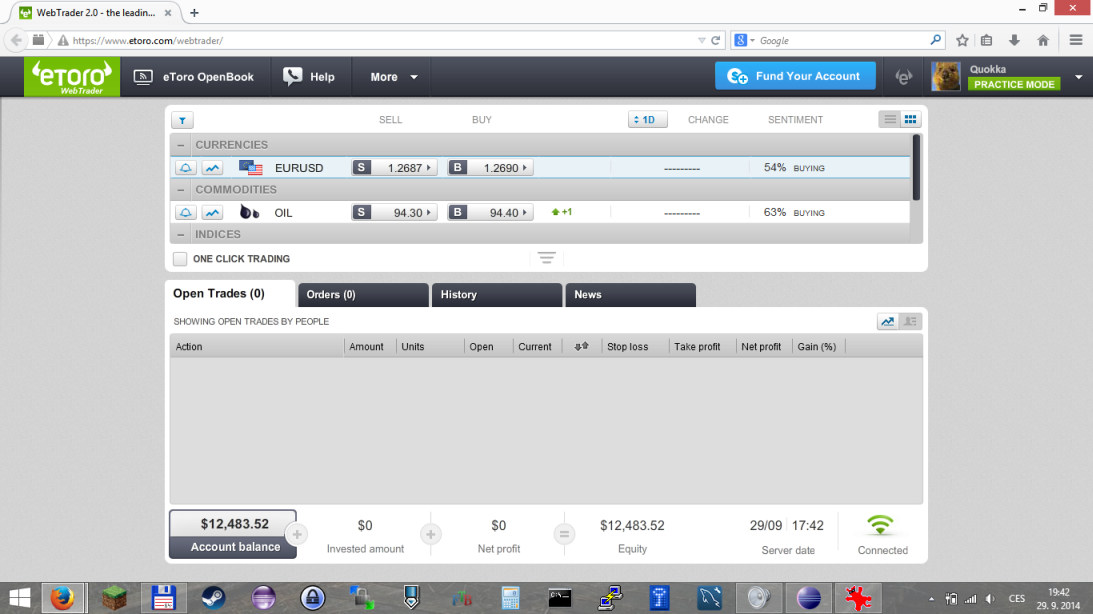 WebTrader 2.0 - the leadin...
https://www.etoro.com/webtrader/
Google
eToro
WebTrader
eToro OpenBook
Help
More
Fund Your Account
Quokka
PRACTICE MODE
SELL BUY 1D CHANGE SENTIMENT
CURRENCIES
EURUSD S 1.2687 B 1.2690 --------- 54% BUYING
COMMODITIES
OIL S 94.30 B 94.40 +1 --------- 63% BUYING
INDICES
ONE CLICK TRADING
Open Trades (0) Orders (0) History News
SHOWING OPEN TRADES BY PEOPLE
Action Amount Units Open Current Stop loss Take profit Net profit Gain (%)
$12,483.52 $0 $0 $12,483.52 29/09 17:42
Account balance Invested amount Net profit Equity Server date Connected
CES
19:42
29. 9. 2014